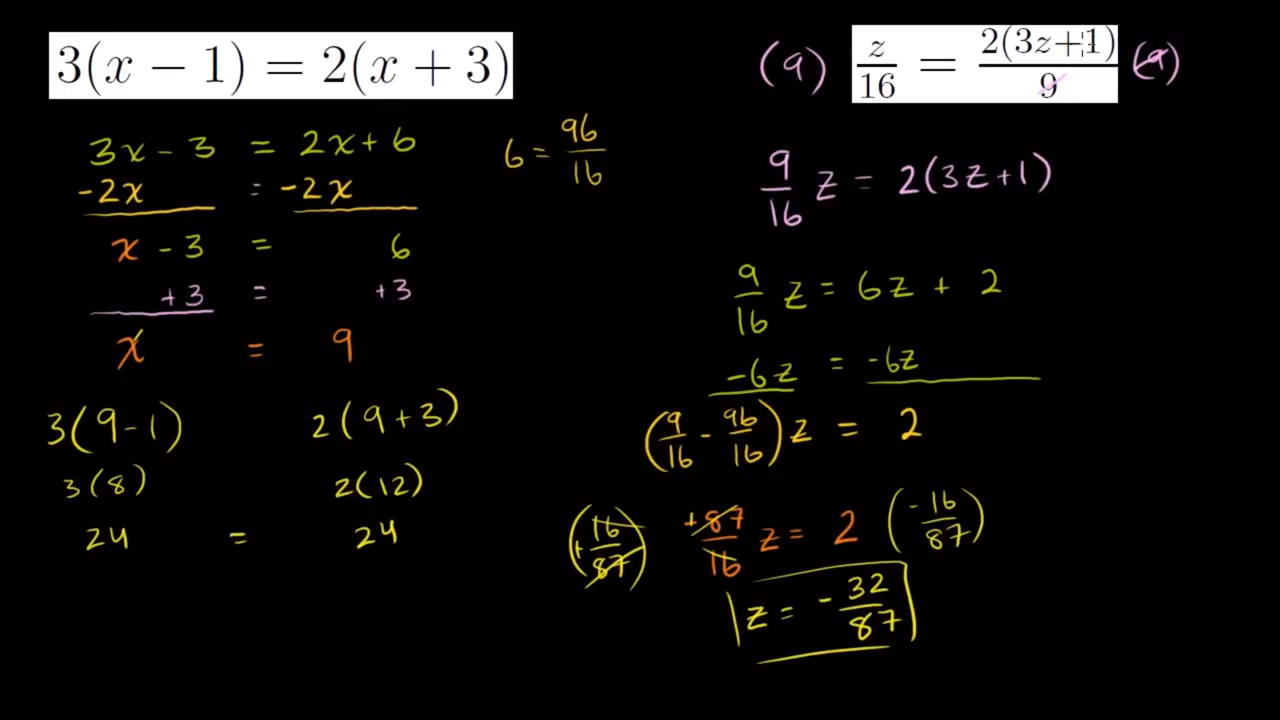 3(x − 1) = 2(x + 3)
3x - 3 = 2x + 6
-2x = -2x
x - 3 = 6
+3 = +3
x = 9
3(9-1) 2(9+3)
3(8) 2(12)
24 = 24
6 = 96/16
(9) z/16 = 2(3z+1)/9 (9)
9/16 z = 2(3z+1)
9/16 z = 6z + 2
-6z = -6z
(9/16 - 96/16) z = 2
(+16/87) +87/16 z = 2 (-16/87)
z = -32/87